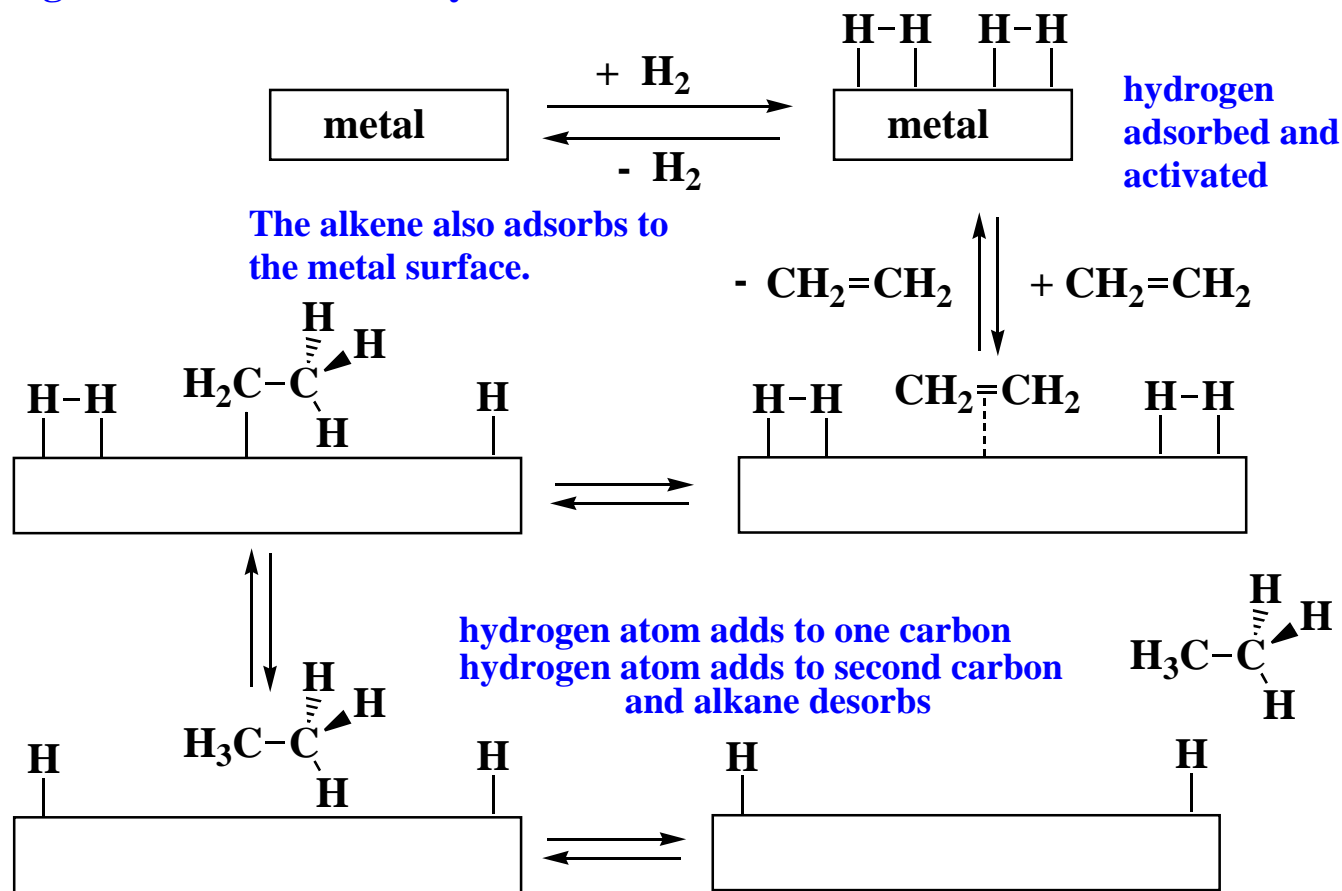 H-H H-H
+ H2
metal
metal
- H2
hydrogen
adsorbed and
activated
The alkene also adsorbs to
the metal surface.
- CH2=CH2 + CH2=CH2
H
H
H2C-C
H
H-H
H
CH2=CH2
H-H
H-H
hydrogen atom adds to one carbon
hydrogen atom adds to second carbon
and alkane desorbs
H
H
H3C-C
H
H
H
H3C-C
H
H
H
H
H